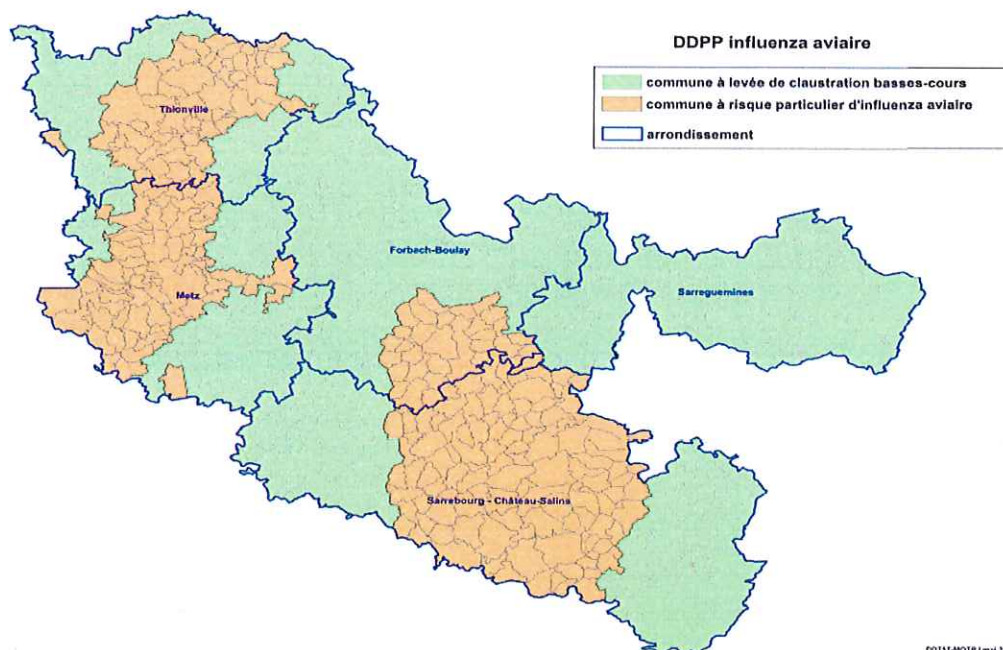 DDPP influenza aviaire
commune à levée de claustration basses-cours
commune à risque particulier d'influenza aviaire
arrondissement
Thionville
Forbach-Boulay
Sarreguemines
Metz
Sarrebourg - Château-Salins